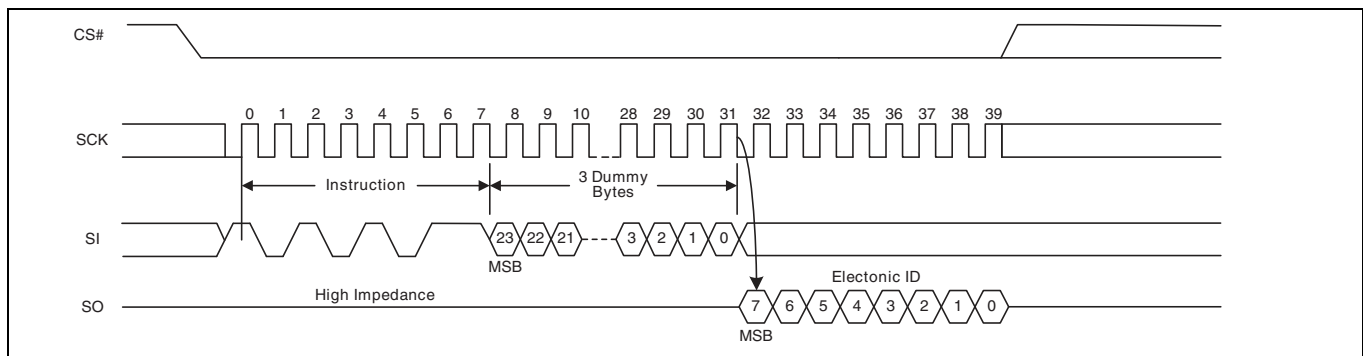 CS#
0 1 2 3 4 5 6 7 8 9 10 28 29 30 31 32 33 34 35 36 37 38 39
SCK
Instruction
3 Dummy
Bytes
SI
23 22 21 3 2 1 0
MSB
Electonic ID
High Impedance
SO
7 6 5 4 3 2 1 0
MSB